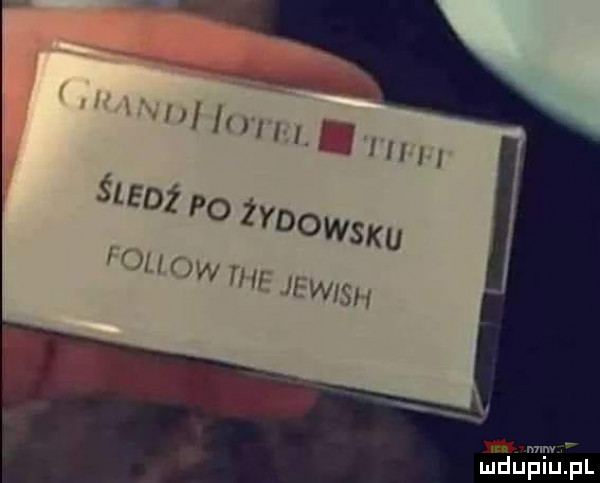 GRANDHOTEL TIFFI
ŚLEDŹ PO ŻYDOWSKU
FOLLOW THE JEWISH
mdupiu.pl